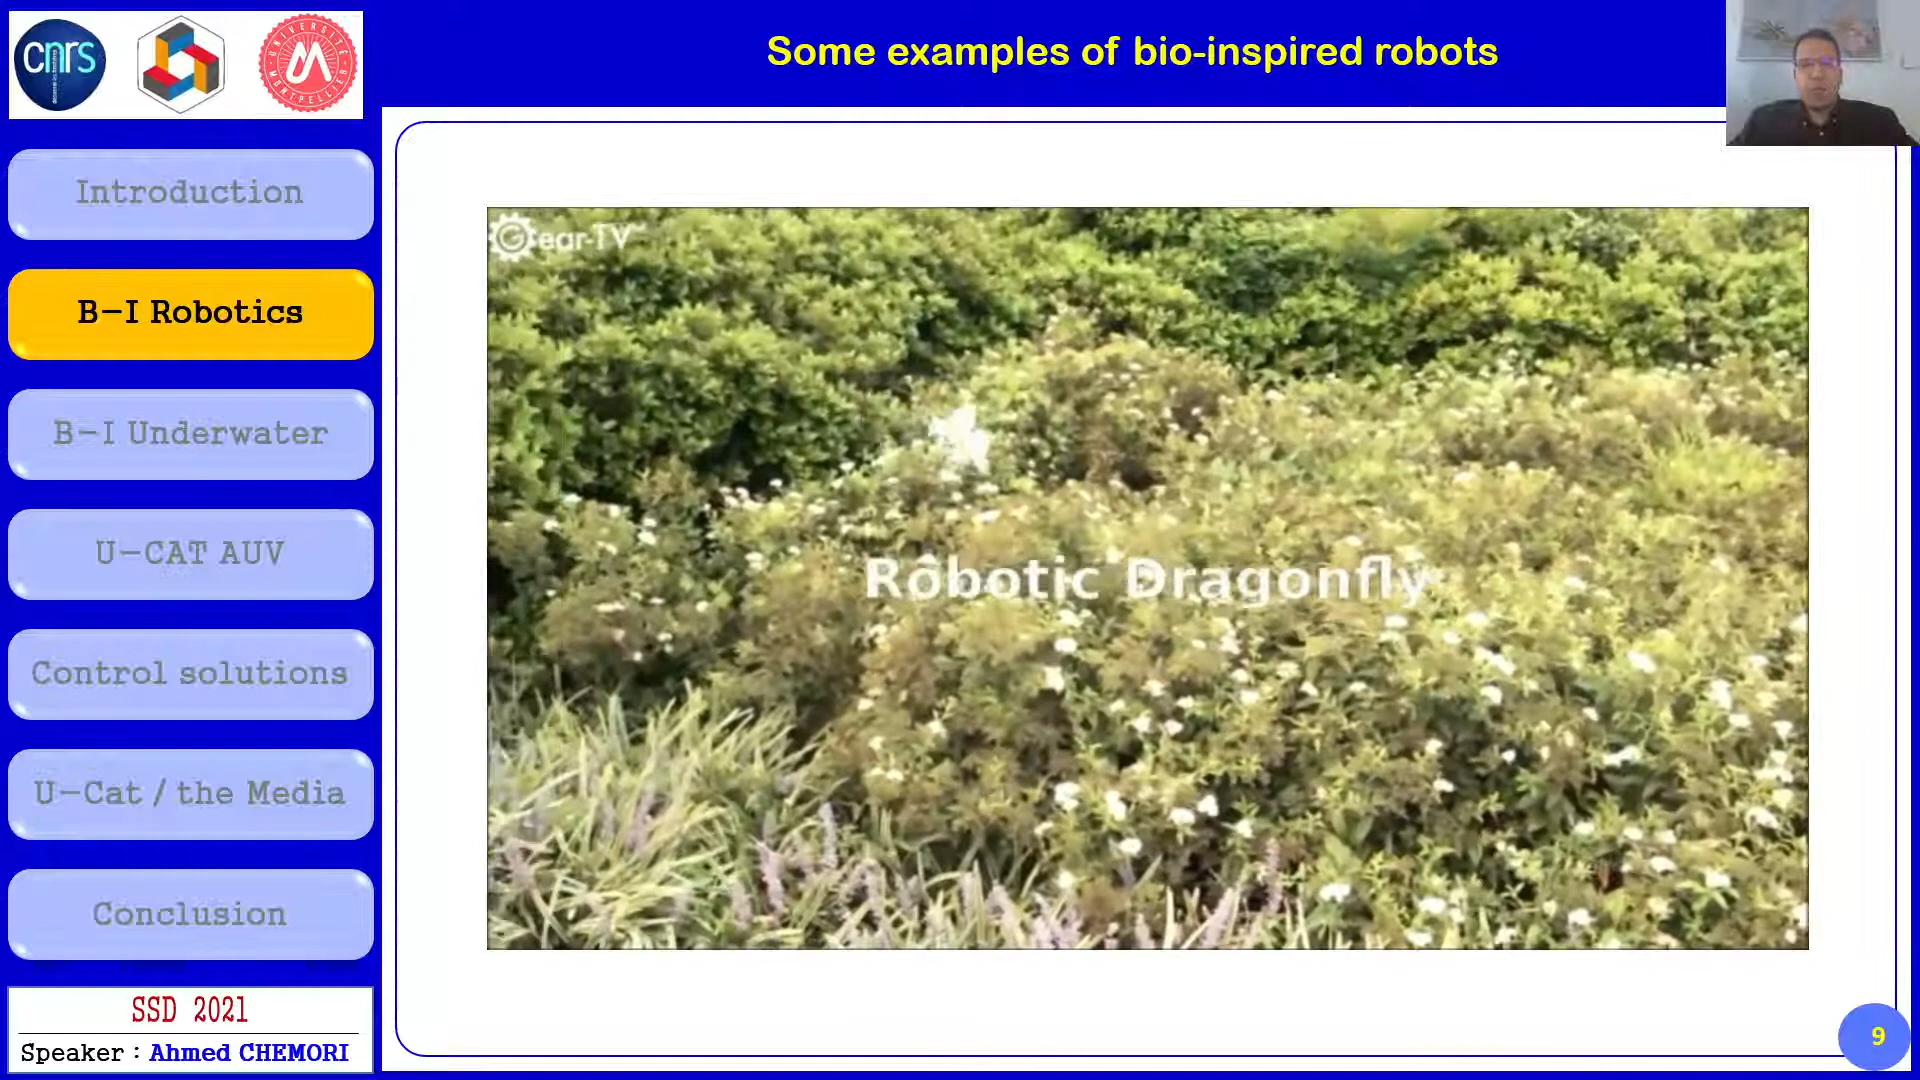 cnrs
UNIVERSITÉ
MONTPELLIER
Some examples of bio-inspired robots
Introduction
B-I Robotics
B-I Underwater
U-CAT AUV
Control solutions
U-Cat / the Media
Conclusion
SSD 2021
Speaker : Ahmed CHEMORI
Gear-TV
Robotic Dragonfly
9